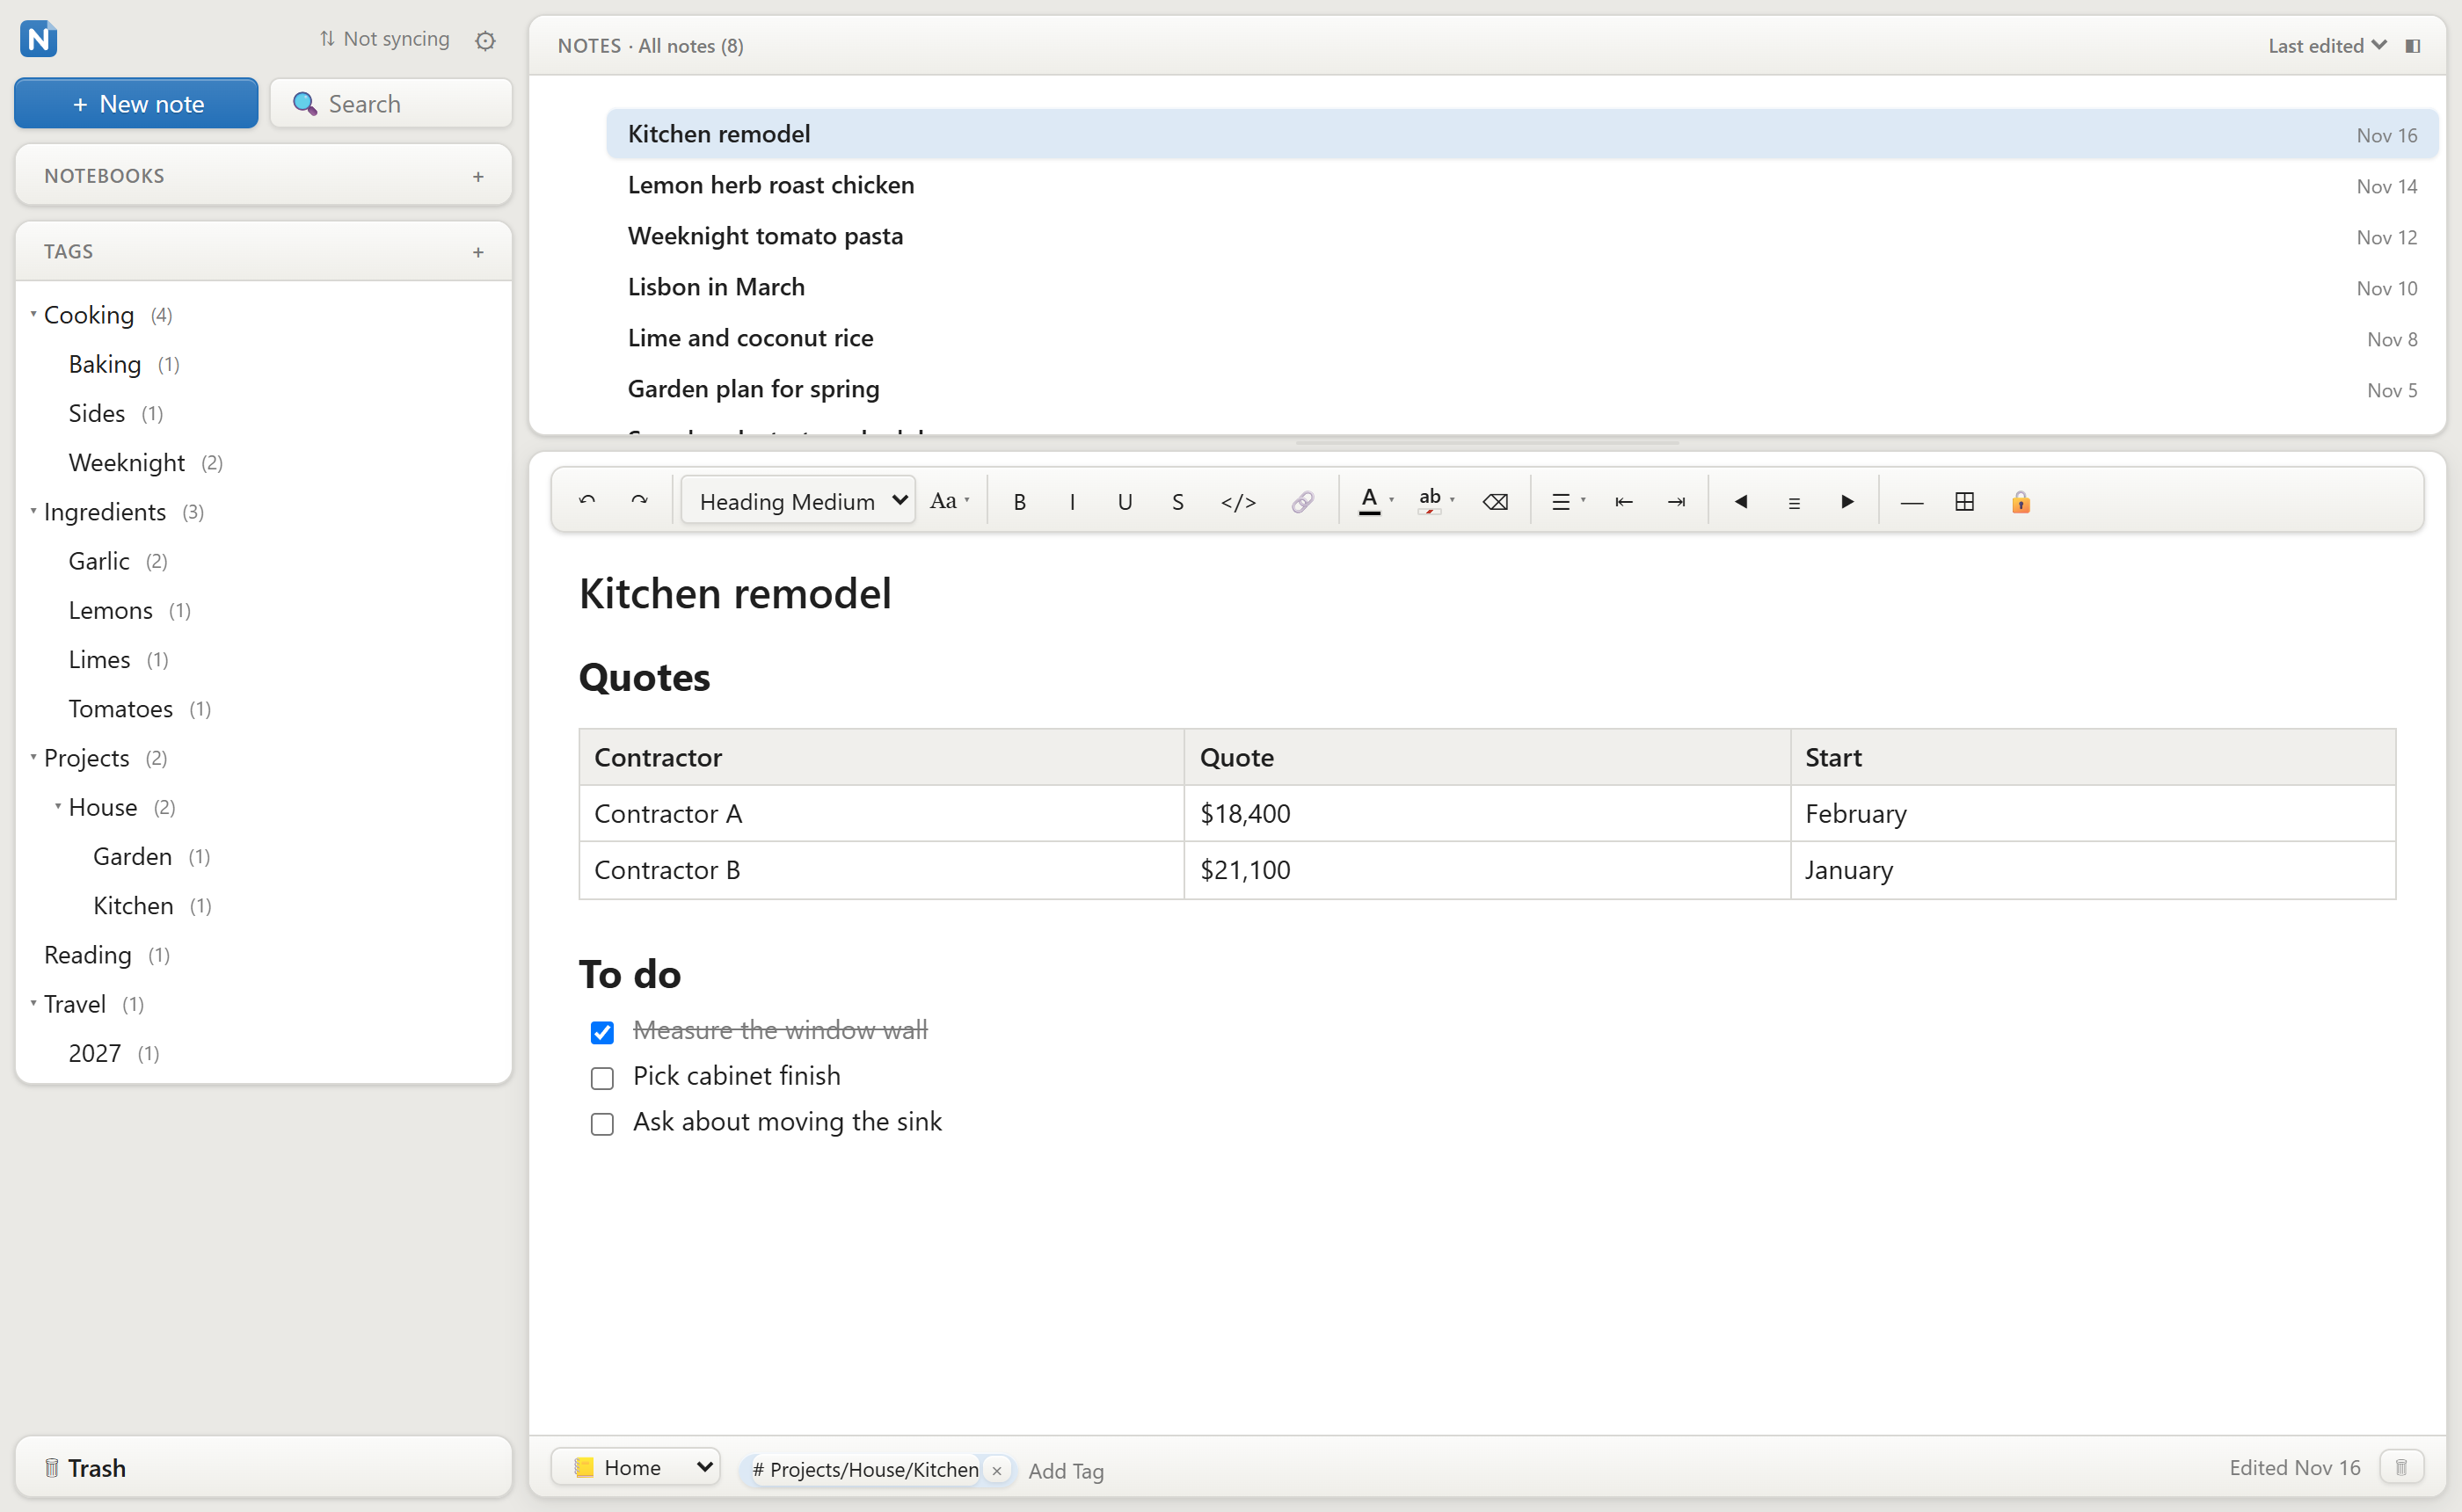 N
Not syncing
+ New note
Search
NOTEBOOKS +
TAGS +
Cooking (4)
Baking (1)
Sides (1)
Weeknight (2)
Ingredients (3)
Garlic (2)
Lemons (1)
Limes (1)
Tomatoes (1)
Projects (2)
House (2)
Garden (1)
Kitchen (1)
Reading (1)
Travel (1)
2027 (1)
Trash
NOTES · All notes (8) Last edited
Kitchen remodel Nov 16
Lemon herb roast chicken Nov 14
Weeknight tomato pasta Nov 12
Lisbon in March Nov 10
Lime and coconut rice Nov 8
Garden plan for spring Nov 5
Heading Medium Aa B I U S </> A ab
Kitchen remodel
Quotes
Contractor Quote Start
Contractor A $18,400 February
Contractor B $21,100 January
To do
Measure the window wall
Pick cabinet finish
Ask about moving the sink
Home # Projects/House/Kitchen × Add Tag Edited Nov 16